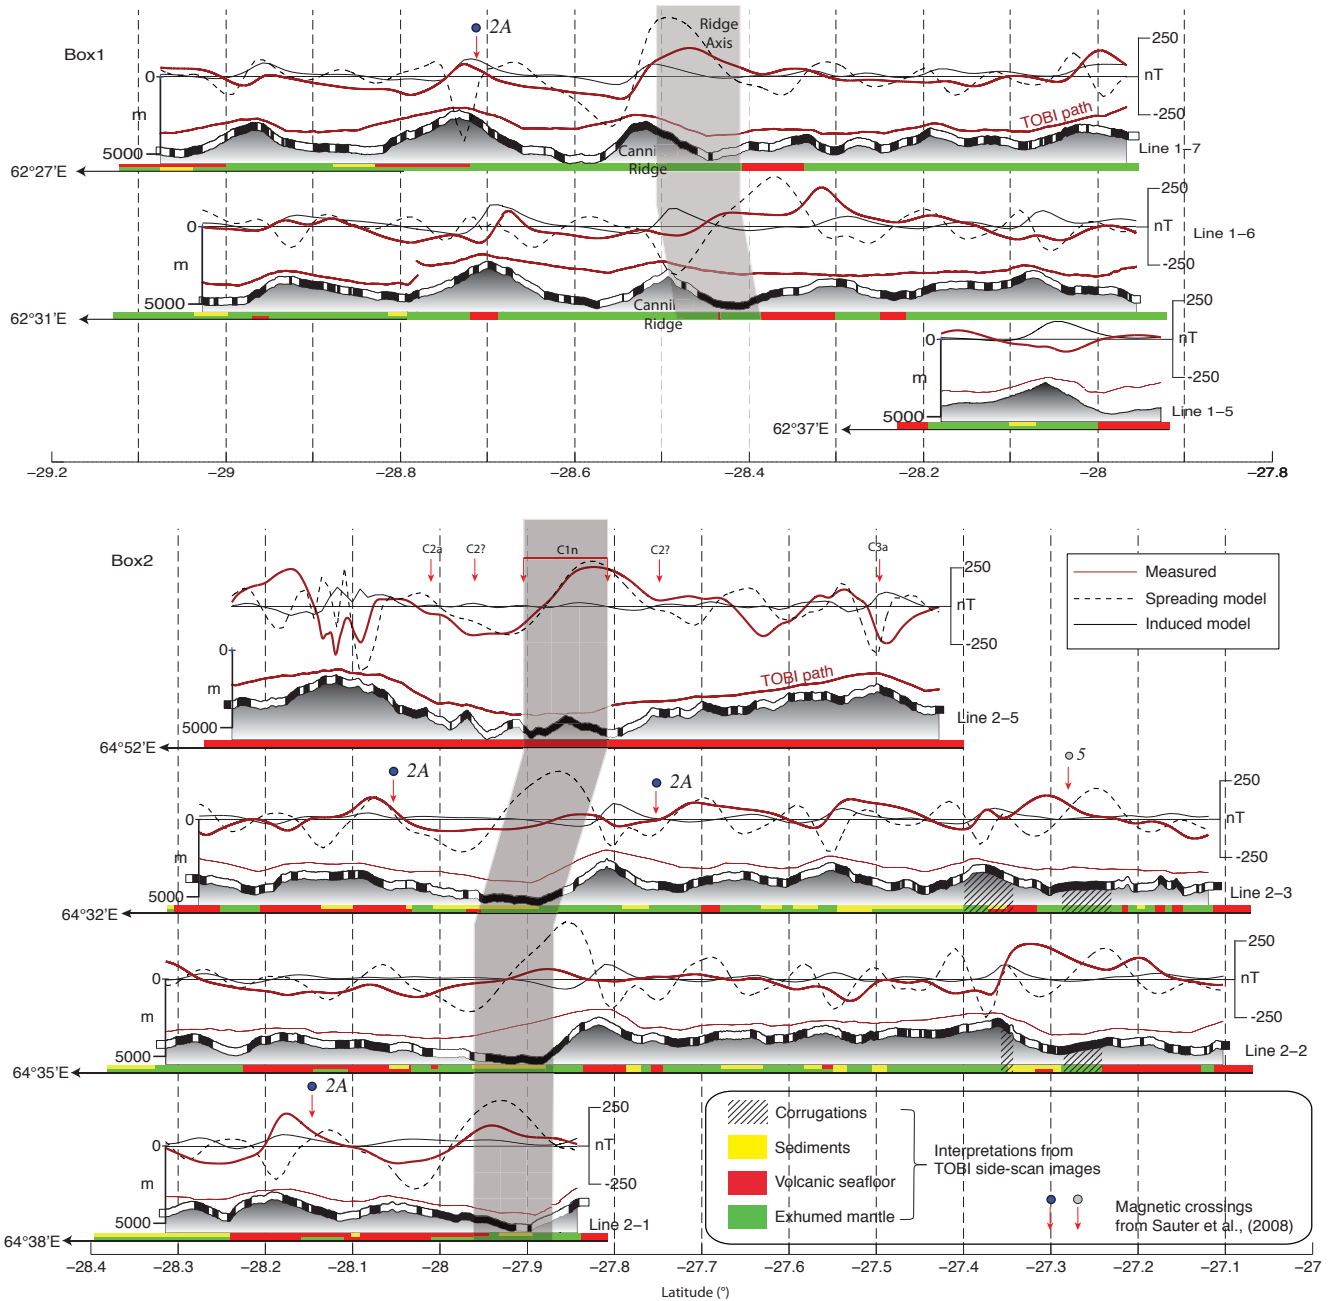 Box1
2A
Ridge
Axis
250
0
nT
m
-250
TOBI path
5000
Canni
Ridge
Line 1–7
62°27'E
250
0
nT
Line 1–6
m
-250
5000
Canni
Ridge
62°31'E
250
0
nT
m
-250
5000
Line 1–5
62°37'E
−29.2
−29
−28.8
−28.6
−28.4
−28.2
−28
−27.8
Box2
C2a
C2?
C1n
C2?
C3a
250
nT
-250
0
m
TOBI path
5000
Line 2–5
64°52'E
Measured
Spreading model
Induced model
2A
2A
5
250
0
nT
m
-250
5000
Line 2–3
64°32'E
250
0
nT
m
-250
5000
Line 2–2
64°35'E
2A
250
0
nT
m
-250
5000
Line 2–1
64°38'E
Corrugations
Sediments
Volcanic seafloor
Exhumed mantle
Interpretations from
TOBI side-scan images
Magnetic crossings
from Sauter et al., (2008)
−28.4
−28.3
−28.2
−28.1
−28
−27.9
−27.8
−27.7
−27.6
−27.5
−27.4
−27.3
−27.2
−27.1
−27
Latitude (°)